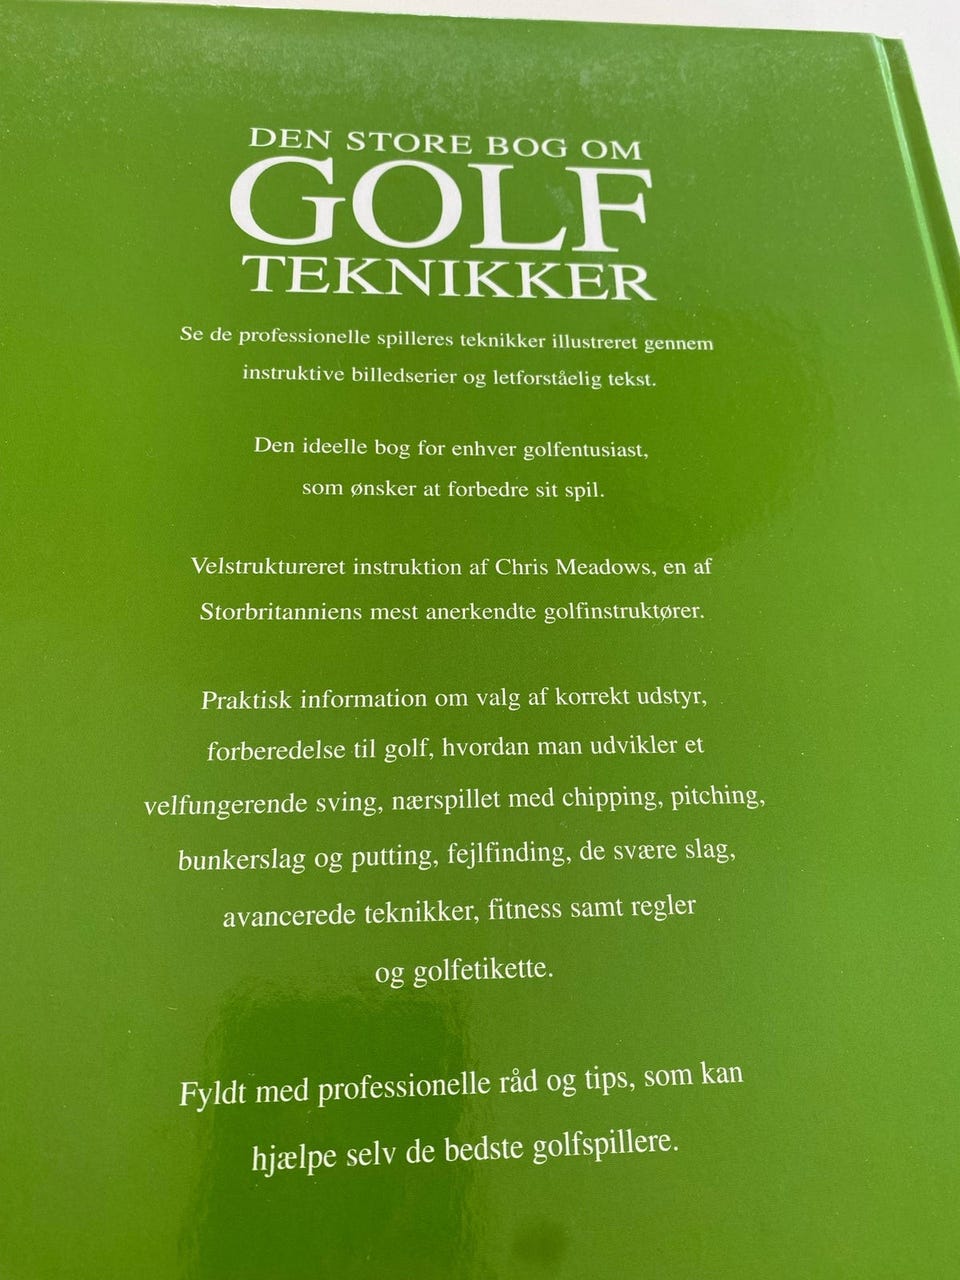 DEN STORE BOG OM
GOLF
TEKNIKKER
Se de professionelle spilleres teknikker illustreret gennem
instruktive billedserier og letforståelig tekst.
Den ideelle bog for enhver golfentusiast,
som ønsker at forbedre sit spil.
Velstruktureret instruktion af Chris Meadows, en af
Storbritanniens mest anerkendte golfinstruktører.
Praktisk information om valg af korrekt udstyr,
forberedelse til golf, hvordan man udvikler et
velfungerende sving, nærspillet med chipping, pitching,
bunkerslag og putting, fejlfinding, de svære slag,
avancerede teknikker, fitness samt regler
og golfetikette.
Fyldt med professionelle råd og tips, som kan
hjælpe selv de bedste golfspillere.